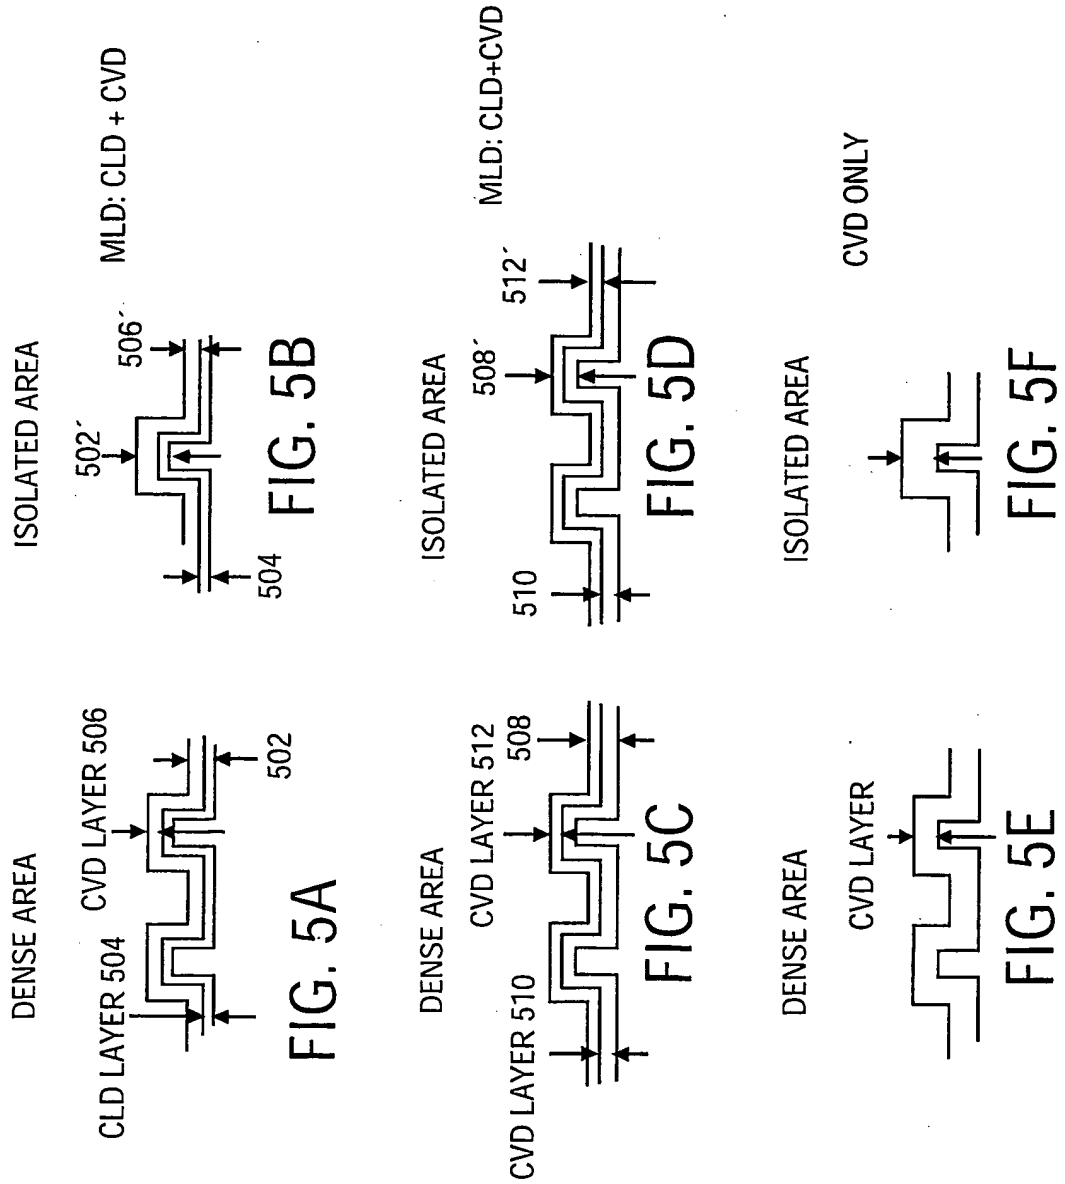 DENSE AREA
ISOLATED AREA
CLD LAYER 504
CVD LAYER 506
502
502´
506´
504
MLD: CLD + CVD
FIG. 5A
FIG. 5B
DENSE AREA
ISOLATED AREA
CVD LAYER 510
CVD LAYER 512
508
510
508´
512´
MLD: CLD+CVD
FIG. 5C
FIG. 5D
DENSE AREA
ISOLATED AREA
CVD LAYER
CVD ONLY
FIG. 5E
FIG. 5F